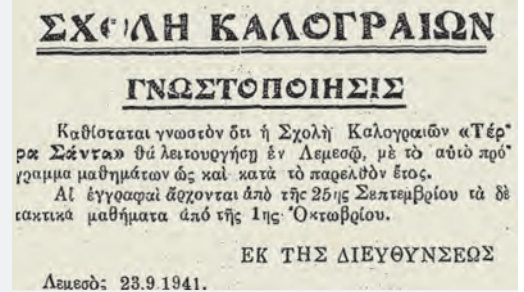 ΣΧΟΛΗ ΚΑΛΟΓΡΑΙΩΝ
ΓΝΩΣΤΟΠΟΙΗΣΙΣ
Καθίσταται γνωστὸν ὅτι ἡ Σχολὴ Καλογραιῶν «Τέρ-
ρα Σάντα» θὰ λειτουργήσῃ ἐν Λεμεσῷ, μὲ τὸ αὐτὸ πρό-
γραμμα μαθημάτων ὡς καὶ κατὰ τὸ παρελθὸν ἔτος.
Αἱ ἐγγραφαὶ ἄρχονται ἀπὸ τῆς 25ης Σεπτεμβρίου τὰ δὲ
τακτικὰ μαθήματα ἀπὸ τῆς 1ης Ὀκτωβρίου.
ΕΚ ΤΗΣ ΔΙΕΥΘΥΝΣΕΩΣ
Λεμεσὸς 23.9.1941.